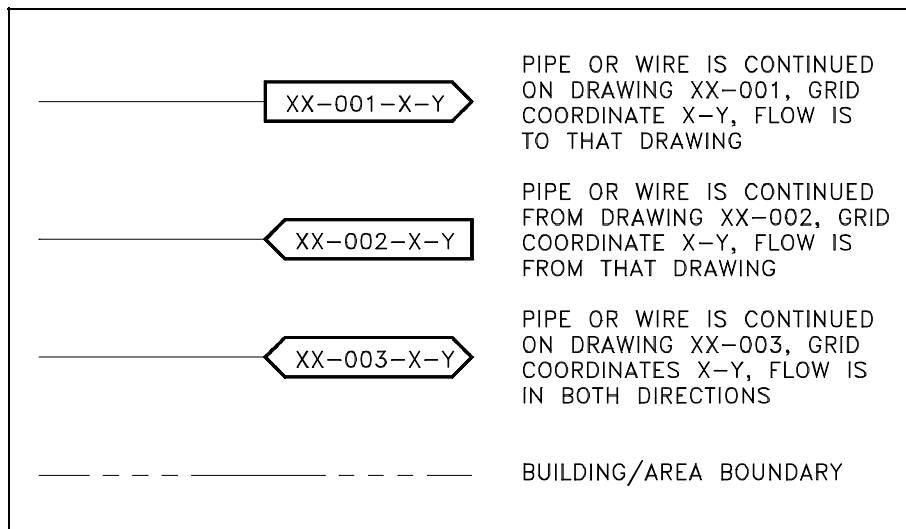 XX-001-X-Y
PIPE OR WIRE IS CONTINUED
ON DRAWING XX-001, GRID
COORDINATE X-Y, FLOW IS
TO THAT DRAWING
XX-002-X-Y
PIPE OR WIRE IS CONTINUED
FROM DRAWING XX-002, GRID
COORDINATE X-Y, FLOW IS
FROM THAT DRAWING
XX-003-X-Y
PIPE OR WIRE IS CONTINUED
ON DRAWING XX-003, GRID
COORDINATES X-Y, FLOW IS
IN BOTH DIRECTIONS
BUILDING/AREA BOUNDARY